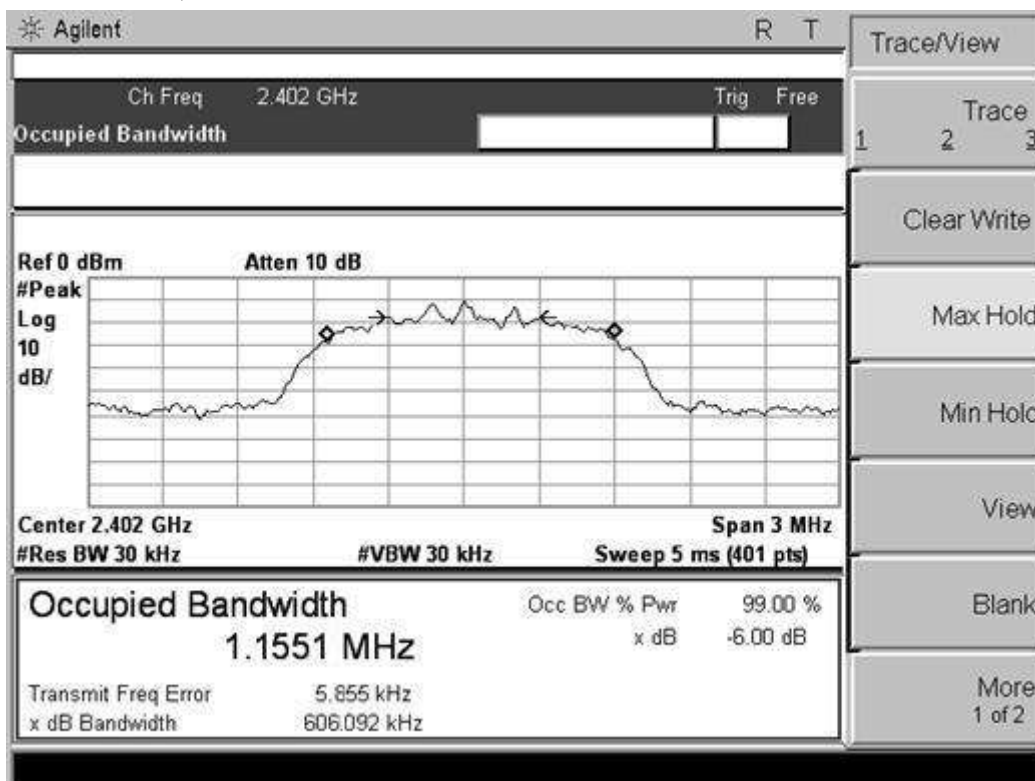 Agilent R T
Trace/View
Ch Freq 2.402 GHz Trig Free
Occupied Bandwidth
Trace
1 2 3
Clear Write
Ref 0 dBm Atten 10 dB
#Peak
Log
10
dB/
Max Hold
Min Hold
Center 2.402 GHz Span 3 MHz
#Res BW 30 kHz #VBW 30 kHz Sweep 5 ms (401 pts)
View
Occupied Bandwidth
1.1551 MHz
Occ BW % Pwr 99.00 %
x dB -6.00 dB
Transmit Freq Error 5.855 kHz
x dB Bandwidth 606.092 kHz
Blank
More
1 of 2